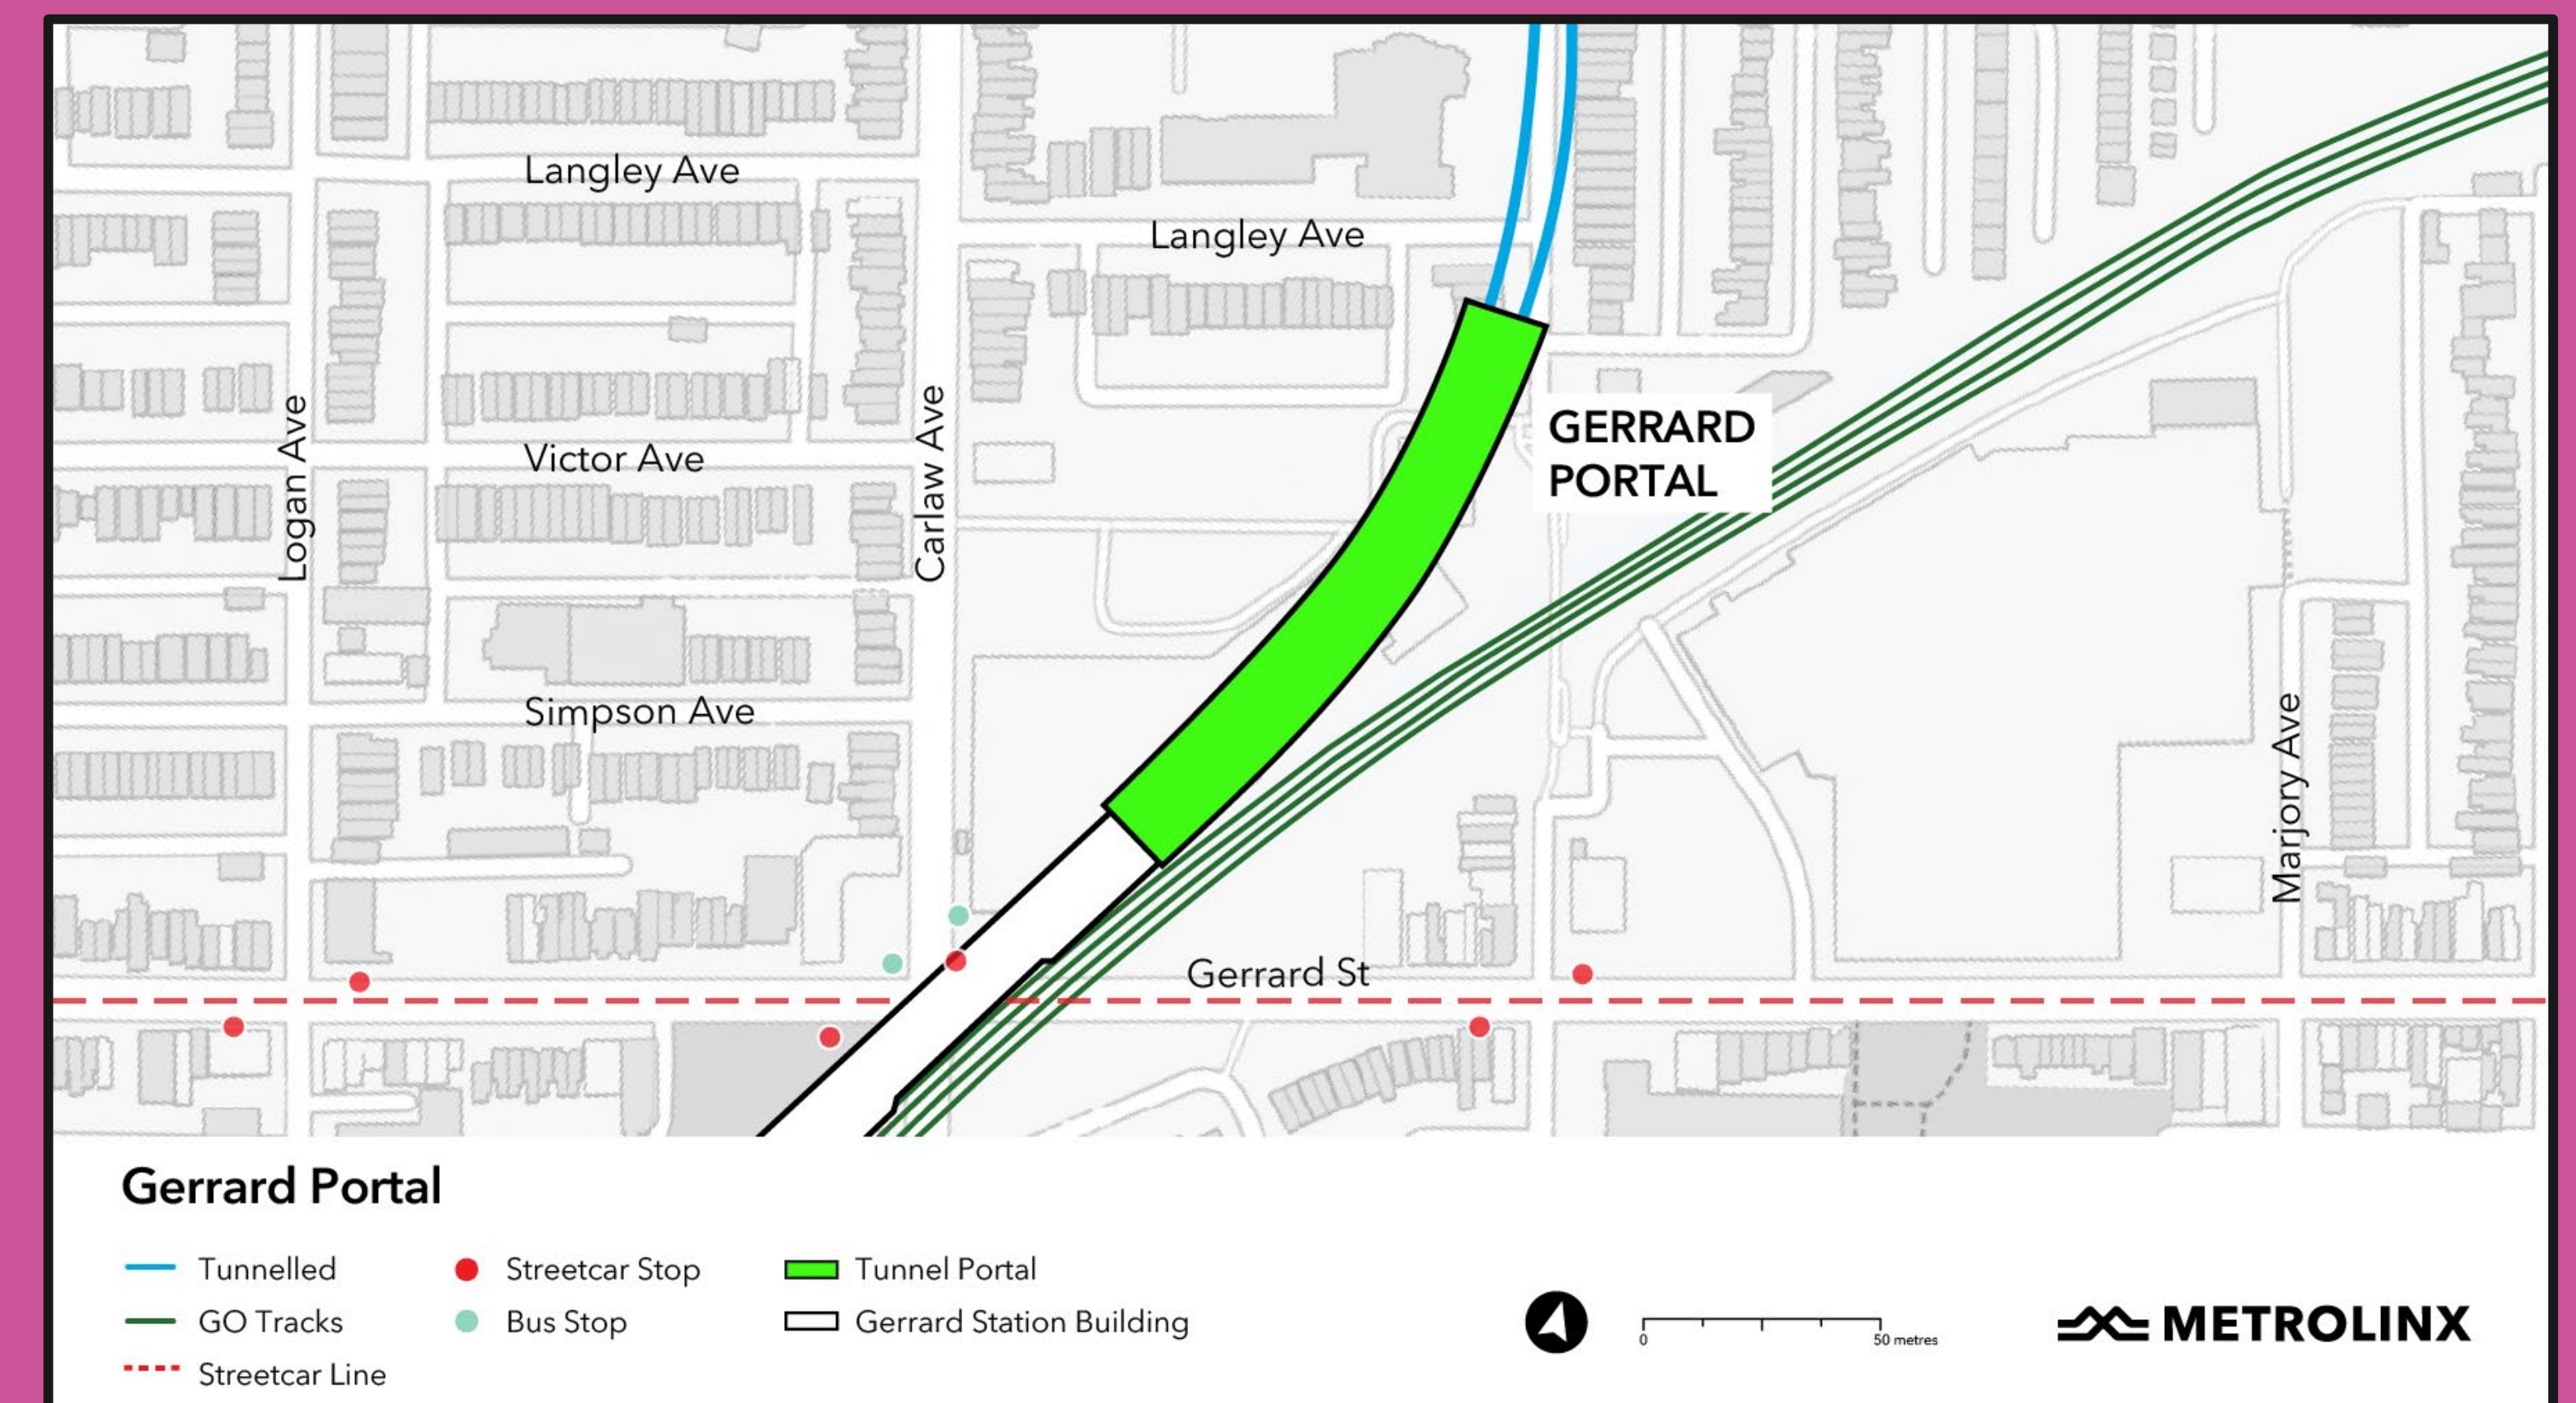 Langley Ave
Langley Ave
Logan Ave
Carlaw Ave
Victor Ave
GERRARD
PORTAL
Simpson Ave
Marjory Ave
Gerrard St
Gerrard Portal
Tunnelled
Streetcar Stop
Tunnel Portal
GO Tracks
Bus Stop
Gerrard Station Building
Streetcar Line
0
50 metres
METROLINX